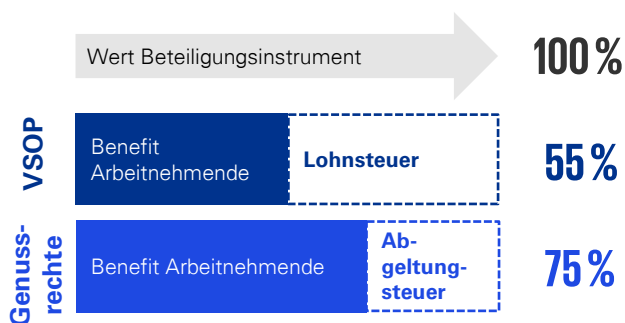 Wert Beteiligungsinstrument
100 %
VSOP
Benefit
Arbeitnehmende
Lohnsteuer
55 %
Genuss-
rechte
Benefit Arbeitnehmende
Ab-
geltung-
steuer
75 %